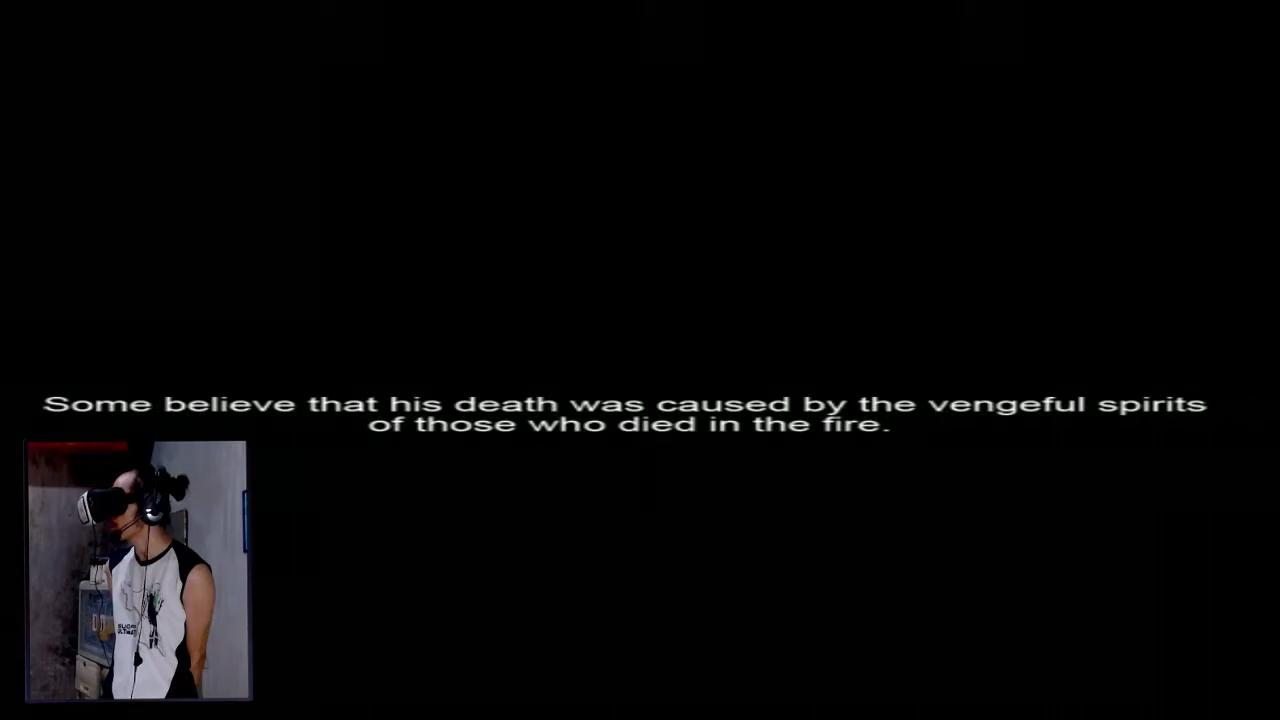 Some believe that his death was caused by the vengeful spirits
of those who died in the fire.